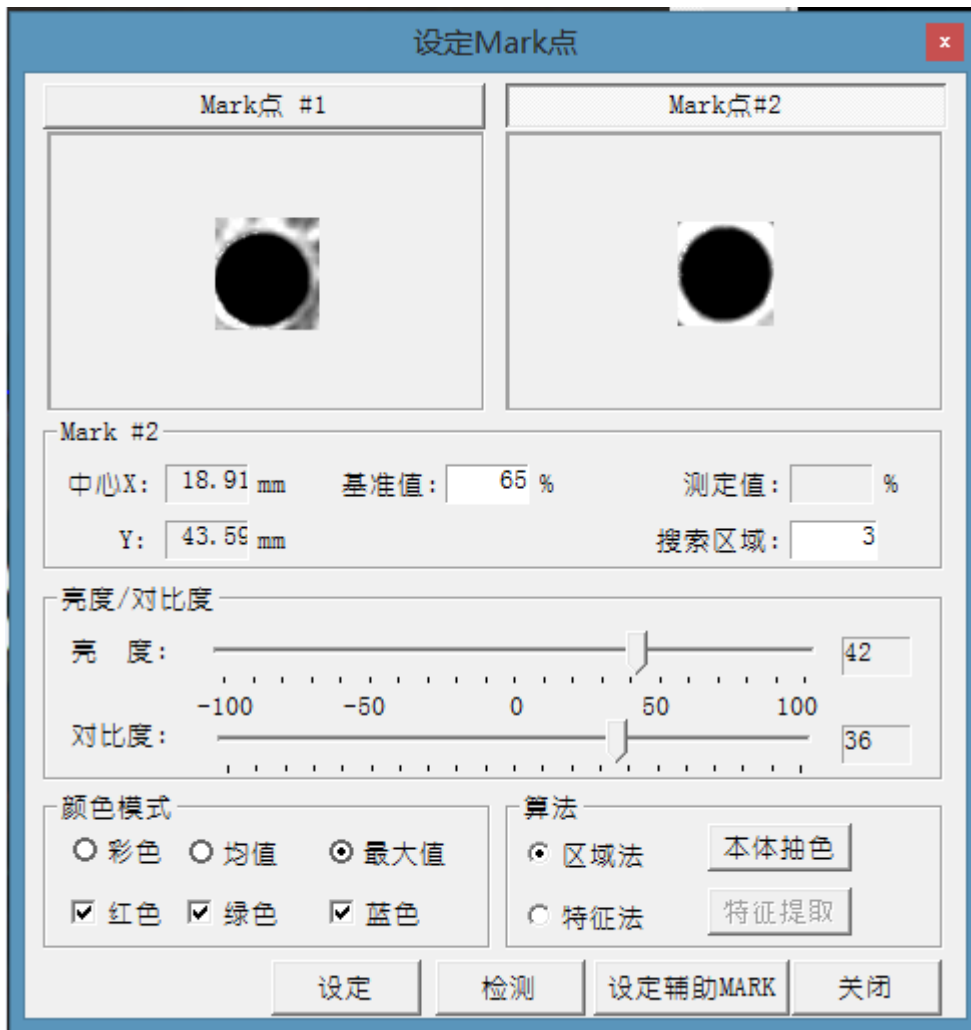 设定Mark点
x
Mark点 #1
Mark点#2
Mark #2
中心X: 18.91 mm 基准值: 65 % 测定值: %
Y: 43.59 mm 搜索区域: 3
亮度/对比度
亮 度: 42
-100 -50 0 50 100
对比度: 36
颜色模式
彩色 均值 最大值
红色 绿色 蓝色
算法
区域法 本体抽色
特征法 特征提取
设定 检测 设定辅助MARK 关闭